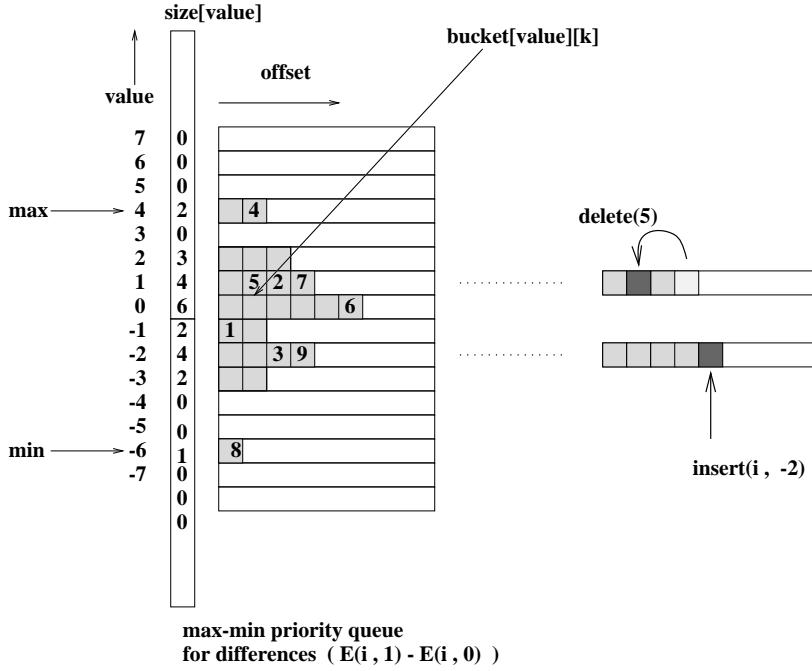 size[value]
bucket[value][k]
offset
value
7 0
6 0
5 0
max 4 2 4
delete(5)
3 0
2 3
1 4 5 2 7
0 6 6
-1 2 1
-2 4 3 9
-3 2
-4 0
-5 0
min -6 1 8
-7 0
insert(i , -2)
0
0
max-min priority queue
for differences ( E(i , 1) - E(i , 0) )